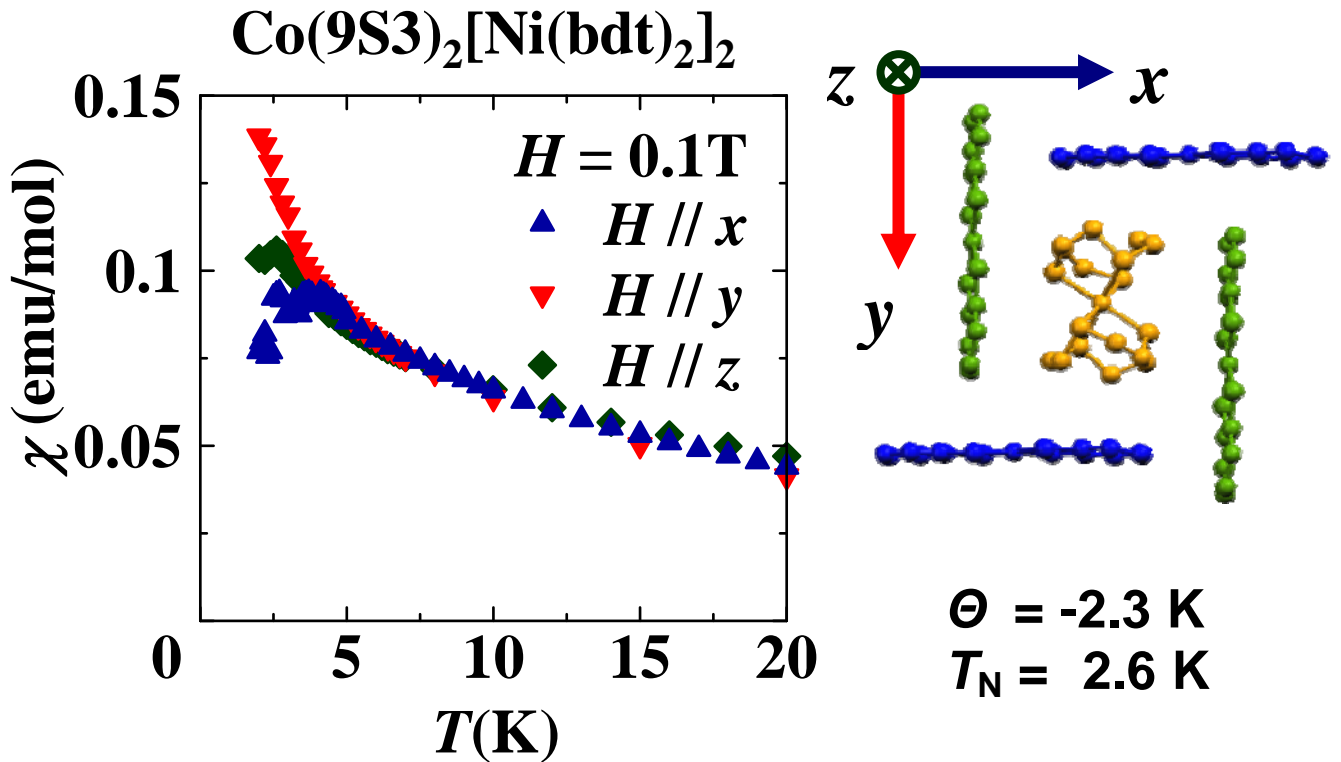 Co(9S3)₂[Ni(bdt)₂]₂
0.15
0.1
0.05
0
χ (emu/mol)
H = 0.1T
H // x
H // y
H // z
5
10
15
20
T(K)
z
x
y
Θ = -2.3 K
T_N = 2.6 K